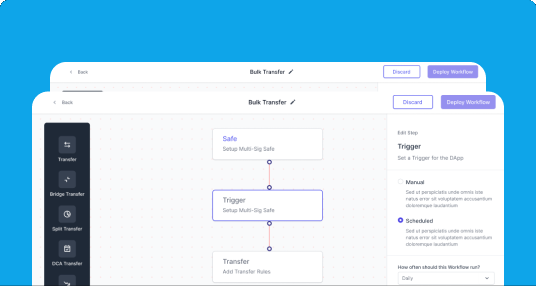 Back
Bulk Transfer
Discard
Deploy Workflow
Back
Bulk Transfer
Discard
Deploy Workflow
Transfer
Bridge Transfer
Split Transfer
DCA Transfer
Safe
Setup Multi-Sig Safe
Trigger
Setup Multi-Sig Safe
Transfer
Add Transfer Rules
Edit Step
Trigger
Set a Trigger for the DApp
Manual
Sed ut perspiciatis unde omnis iste
natus error sit voluptatem accusantium
doloremque laudantium
Scheduled
Sed ut perspiciatis unde omnis iste
natus error sit voluptatem accusantium
doloremque laudantium
How often should this Workflow run?
Daily